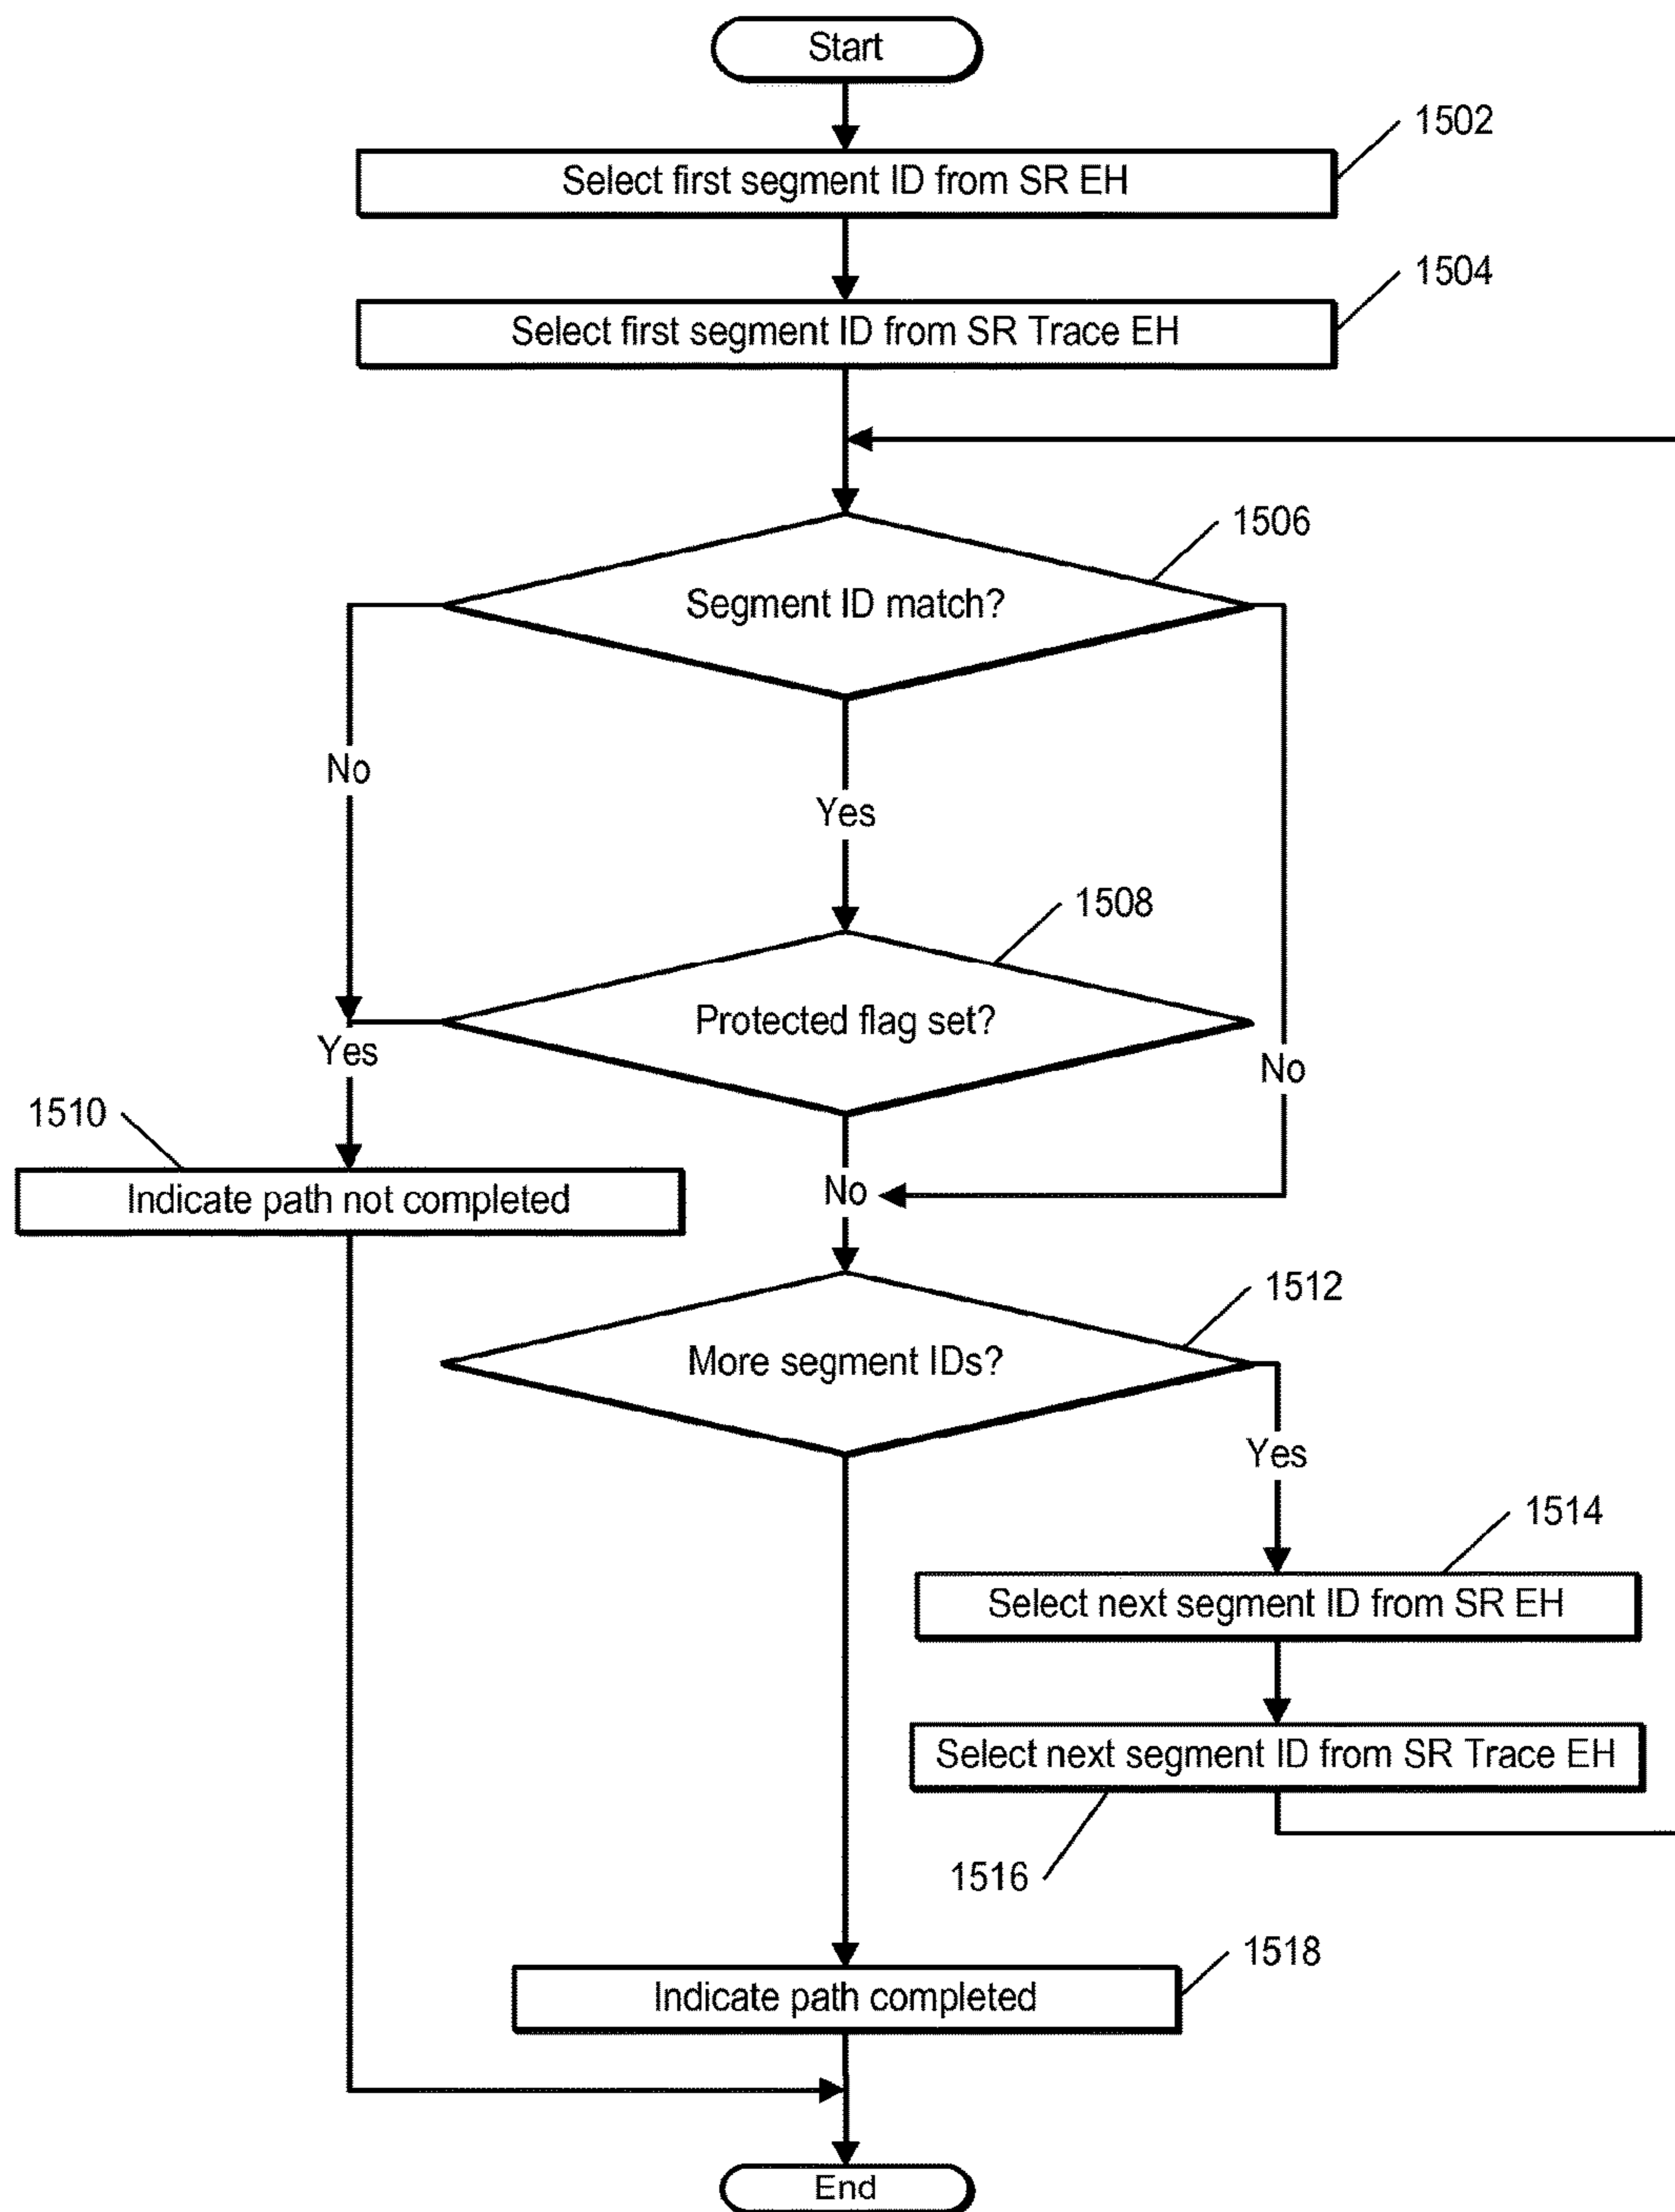 Start
1502
Select first segment ID from SR EH
1504
Select first segment ID from SR Trace EH
1506
Segment ID match?
No
Yes
1508
Protected flag set?
Yes
No
1510
Indicate path not completed
No
1512
More segment IDs?
Yes
1514
Select next segment ID from SR EH
Select next segment ID from SR Trace EH
1516
1518
Indicate path completed
End